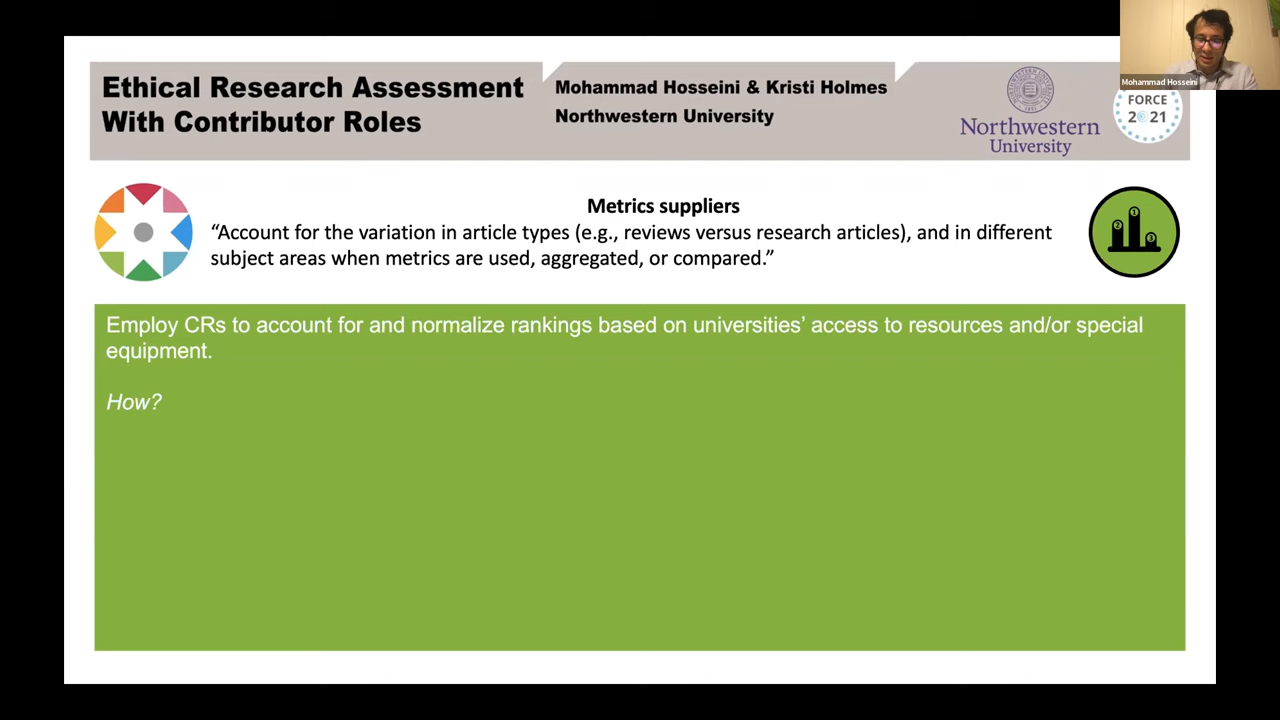 Ethical Research Assessment
With Contributor Roles
Mohammad Hosseini & Kristi Holmes
Northwestern University
Northwestern
University
FORCE
2021
Mohammad Hosseini
Metrics suppliers
“Account for the variation in article types (e.g., reviews versus research articles), and in different
subject areas when metrics are used, aggregated, or compared.”
1
2
3
Employ CRs to account for and normalize rankings based on universities’ access to resources and/or special
equipment.
How?